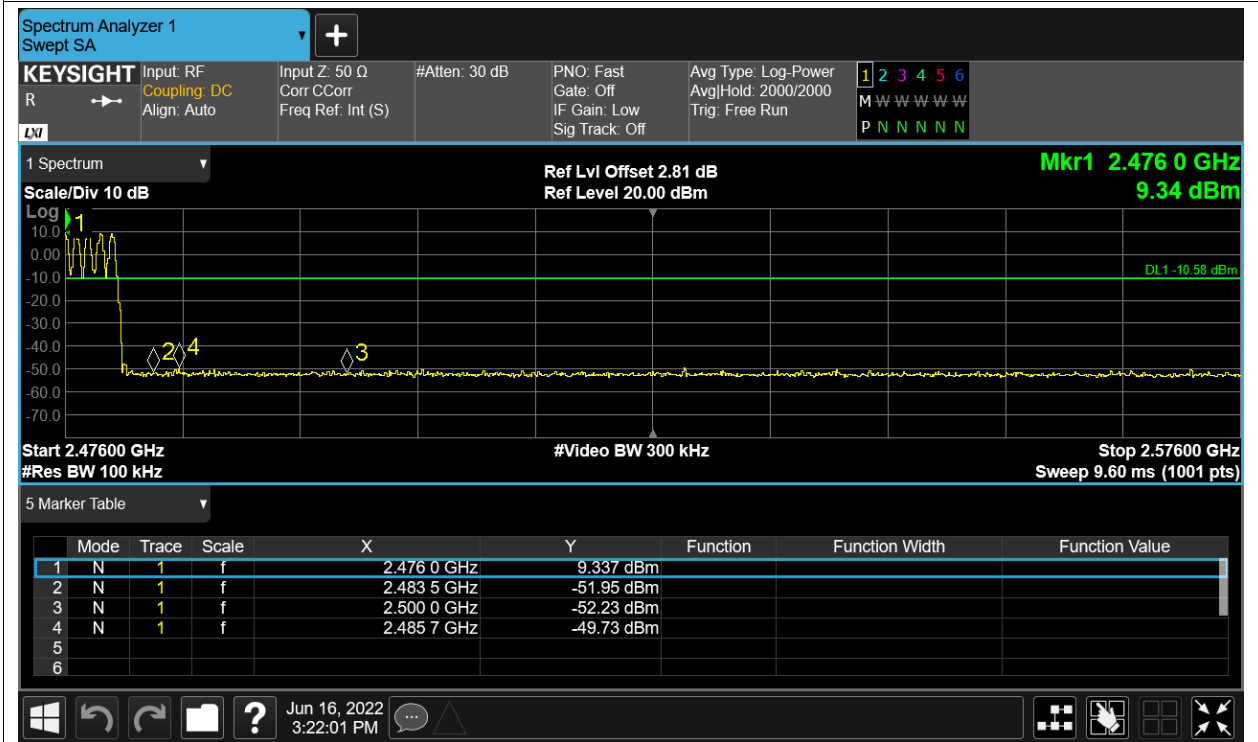 Spectrum Analyzer 1
Swept SA
+
KEYSIGHT Input: RF Input Z: 50 Ω #Atten: 30 dB PNO: Fast Avg Type: Log-Power 1 2 3 4 5 6
R Coupling: DC Corr CCorr Gate: Off Avg|Hold: 2000/2000 M W W W W W
Align: Auto Freq Ref: Int (S) IF Gain: Low Trig: Free Run
LXI Sig Track: Off P N N N N N
1 Spectrum Ref Lvl Offset 2.81 dB Mkr1 2.476 0 GHz
Scale/Div 10 dB Ref Level 20.00 dBm 9.34 dBm
Log 1
10.0
0.00
-10.0 DL1 -10.58 dBm
-20.0
-30.0
-40.0 2 4 3
-50.0
-60.0
-70.0
Start 2.47600 GHz #Video BW 300 kHz Stop 2.57600 GHz
#Res BW 100 kHz Sweep 9.60 ms (1001 pts)
5 Marker Table
Mode Trace Scale X Y Function Function Width Function Value
1 N 1 f 2.476 0 GHz 9.337 dBm
2 N 1 f 2.483 5 GHz -51.95 dBm
3 N 1 f 2.500 0 GHz -52.23 dBm
4 N 1 f 2.485 7 GHz -49.73 dBm
5
6
? Jun 16, 2022
3:22:01 PM